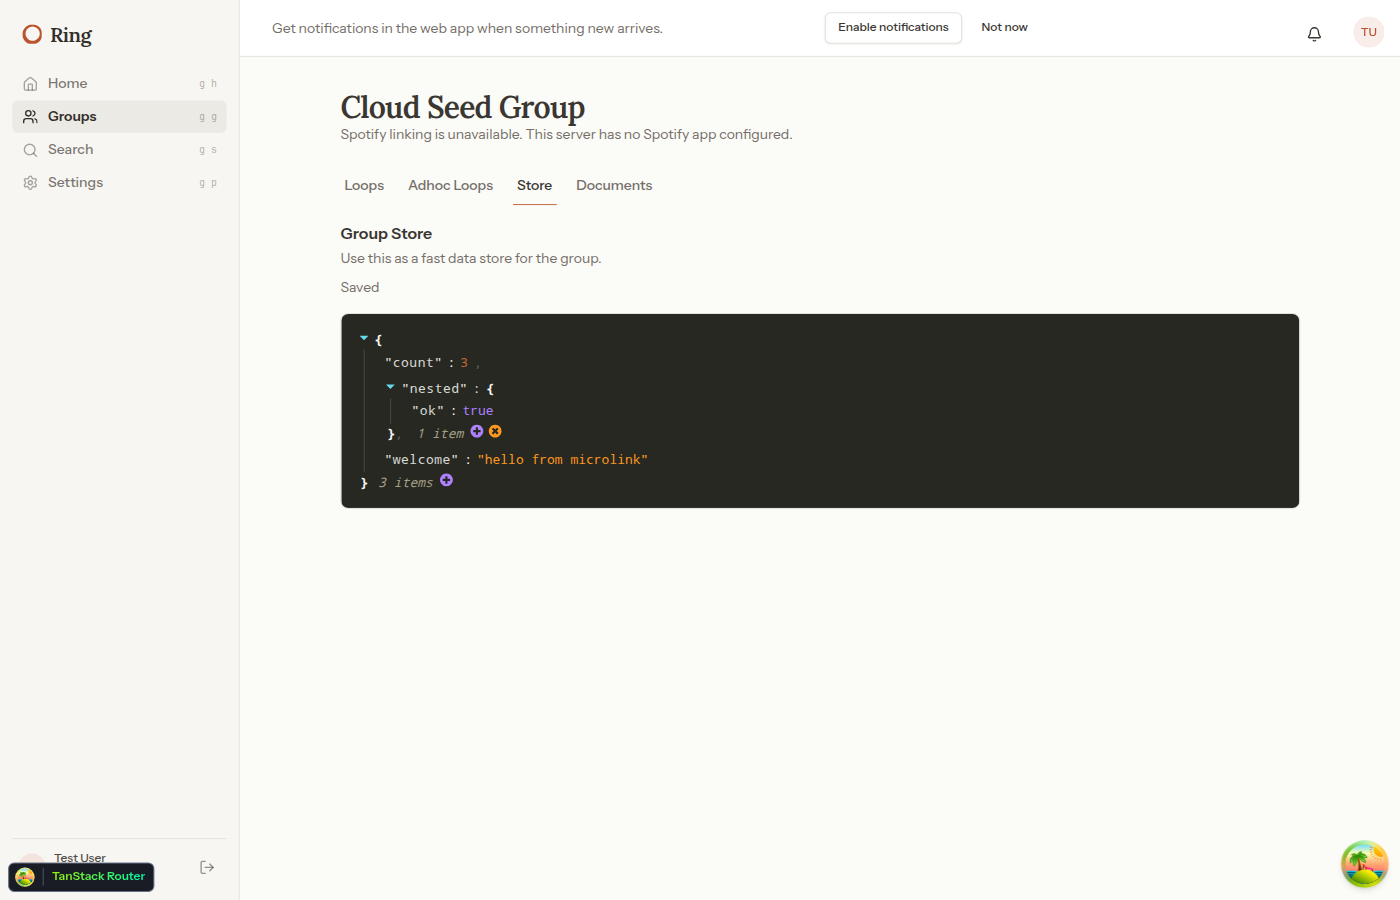 Ring
Home g h
Groups g g
Search g s
Settings g p
Test User
TanStack Router
Get notifications in the web app when something new arrives.
Enable notifications
Not now
TU
Cloud Seed Group
Spotify linking is unavailable. This server has no Spotify app configured.
Loops
Adhoc Loops
Store
Documents
Group Store
Use this as a fast data store for the group.
Saved
{
"count" : 3 ,
"nested" : {
"ok" : true
}, 1 item
"welcome" : "hello from microlink"
} 3 items